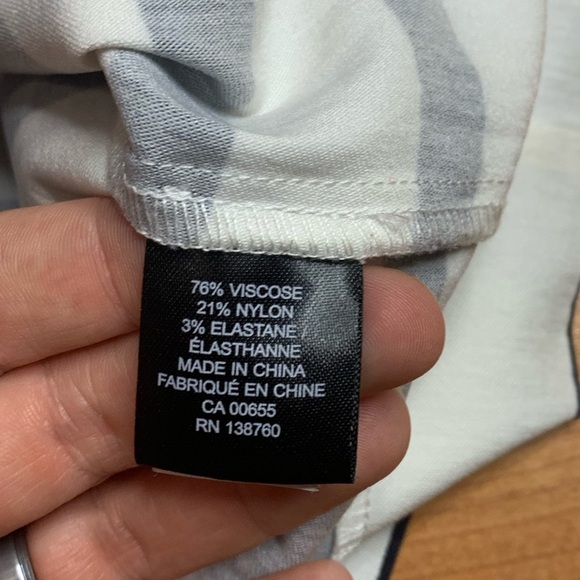 76% VISCOSE
21% NYLON
3% ELASTANE /
ÉLASTHANNE
MADE IN CHINA
FABRIQUÉ EN CHINE
CA 00655
RN 138760